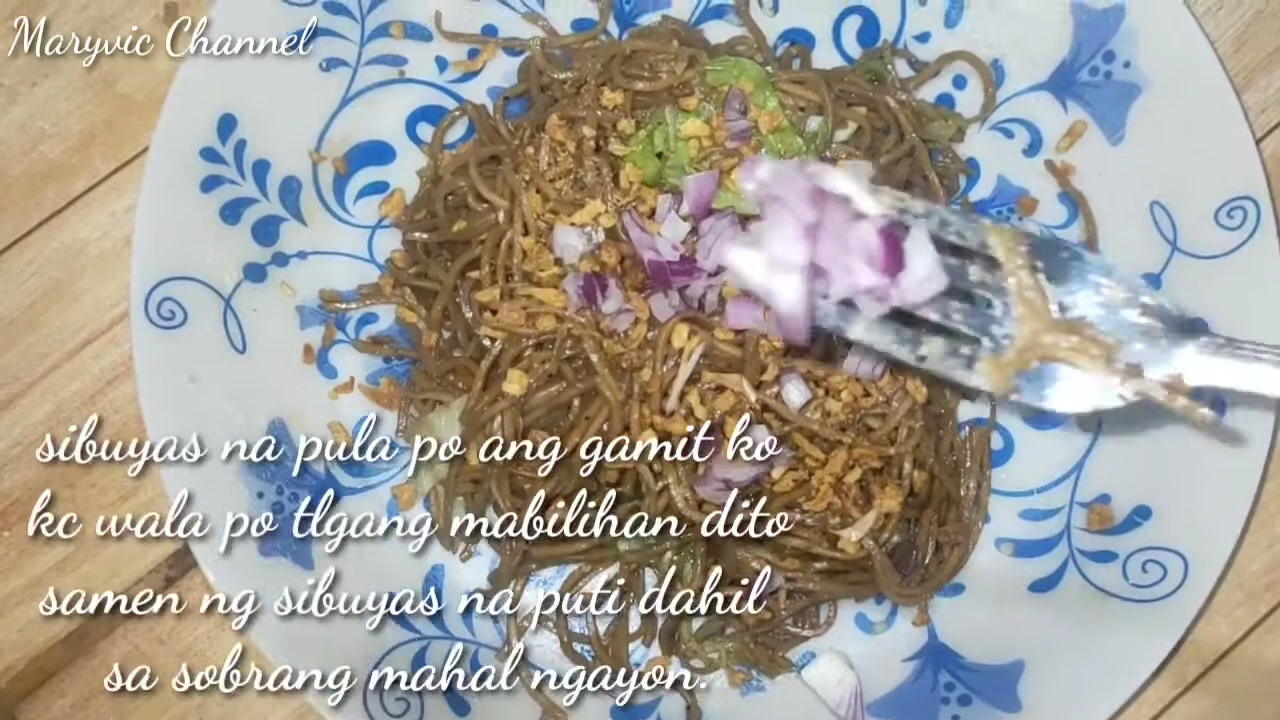 Maryvic Channel
sibuyas na pula po ang gamit ko
kc wala po tlgang mabilihan dito
samen ng sibuyas na puti dahil
sa sobrang mahal ngayon.